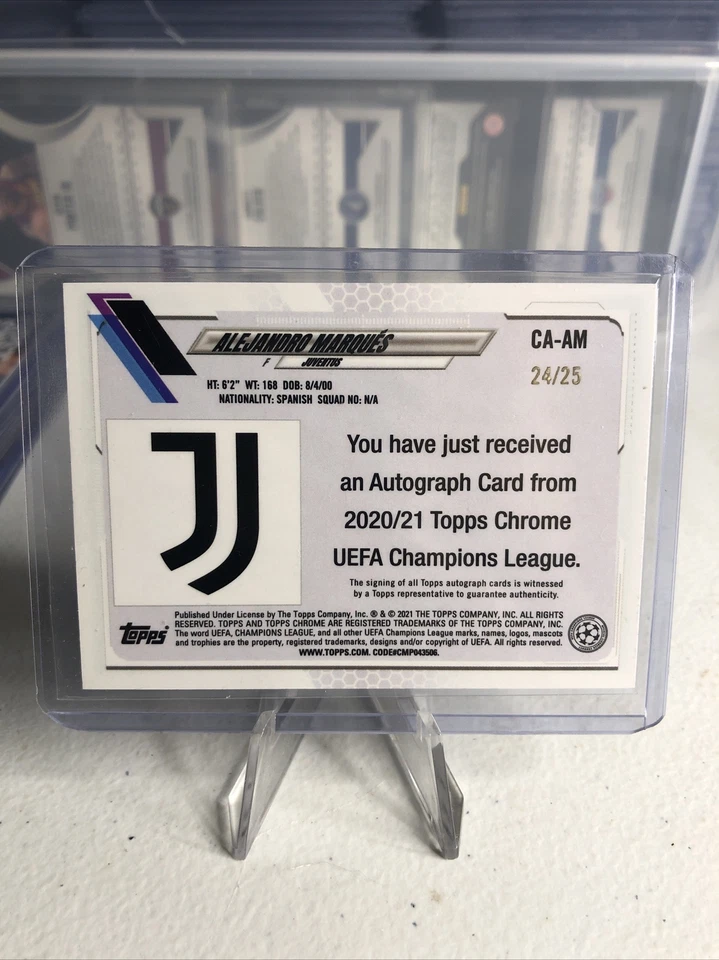 ALEJANDRO MARQUÉS
CA-AM
F JUVENTUS
24/25
HT: 6'2" WT: 168 DOB: 8/4/00
NATIONALITY: SPANISH SQUAD NO: N/A
You have just received
an Autograph Card from
2020/21 Topps Chrome
UEFA Champions League.
The signing of all Topps autograph cards is witnessed
by a Topps representative to guarantee authenticity.
topps
Published Under License by The Topps Company, Inc. ® & © 2021 THE TOPPS COMPANY, INC. ALL RIGHTS
RESERVED. TOPPS AND TOPPS CHROME ARE REGISTERED TRADEMARKS OF THE TOPPS COMPANY, INC.
The word UEFA, CHAMPIONS LEAGUE, and all other UEFA Champions League marks, names, logos, mascots
and trophies are the property, registered trademarks, designs and/or copyright of UEFA. All rights reserved.
WWW.TOPPS.COM. CODE#CMP043506.